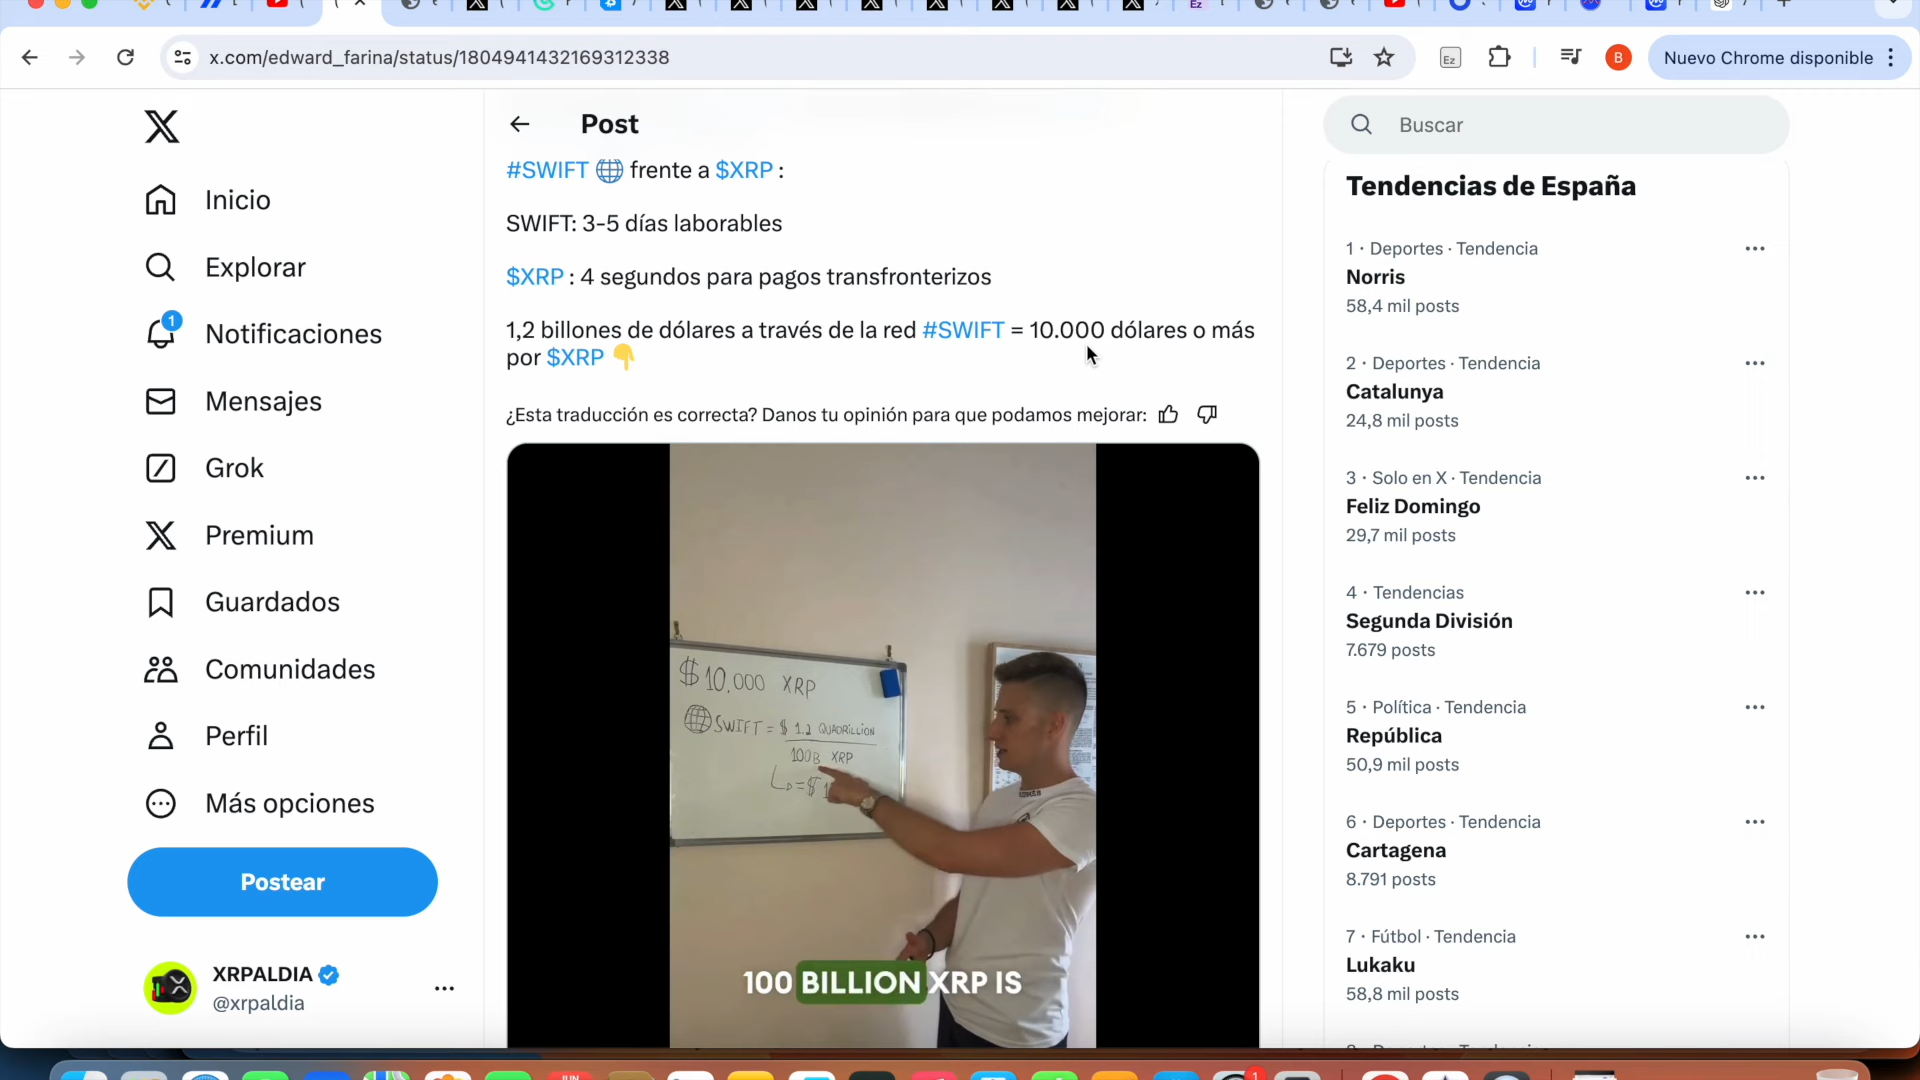 x.com/edward_farina/status/1804941432169312338
Ez
B
Nuevo Chrome disponible
Post
Buscar
#SWIFT 🌐 frente a $XRP :
SWIFT: 3-5 días laborables
$XRP : 4 segundos para pagos transfronterizos
1,2 billones de dólares a través de la red #SWIFT = 10.000 dólares o más
por $XRP 👇
¿Esta traducción es correcta? Danos tu opinión para que podamos mejorar:
$10,000 XRP
SWIFT = $ 1.2 QUADRILLION
100B XRP
= $ 1
100 BILLION XRP IS
Inicio
Explorar
1
Notificaciones
Mensajes
Grok
Premium
Guardados
Comunidades
Perfil
Más opciones
Postear
XRPALDIA
@xrpaldia
Tendencias de España
1 · Deportes · Tendencia
Norris
58,4 mil posts
2 · Deportes · Tendencia
Catalunya
24,8 mil posts
3 · Solo en X · Tendencia
Feliz Domingo
29,7 mil posts
4 · Tendencias
Segunda División
7.679 posts
5 · Política · Tendencia
República
50,9 mil posts
6 · Deportes · Tendencia
Cartagena
8.791 posts
7 · Fútbol · Tendencia
Lukaku
58,8 mil posts
JUN
1